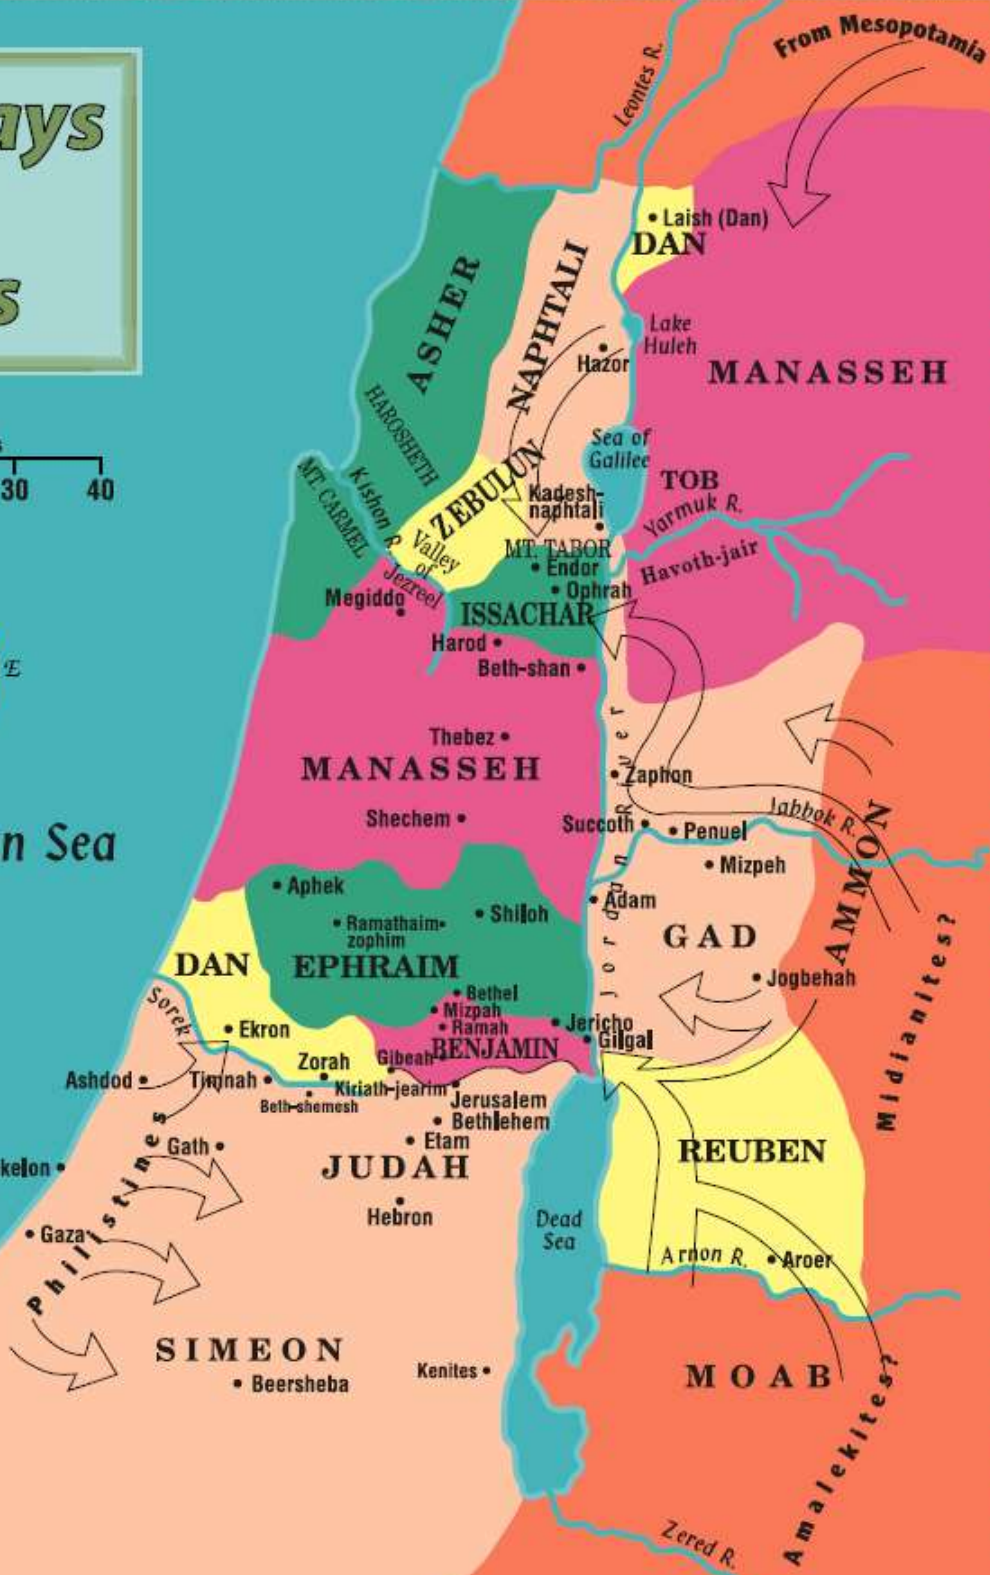 ays
s
30 40
E
n Sea
From Mesopotamia
Leontes R.
Laish (Dan)
DAN
ASHER
NAPHTALI
Lake
Huleh
Hazor
MANASSEH
HAROSHETH
MT. CARMEL
Kishon R.
ZEBULUN
Sea of
Galilee
TOB
Yarmuk R.
Kadesh-
naphtali
Havoth-jair
Valley
of
Jezreel
MT. TABOR
Endor
Ophrah
Megiddo
ISSACHAR
Harod
Beth-shan
Thebez
MANASSEH
Jordan River
Zaphon
Shechem
Succoth
Penuel
Jabbok R.
Mizpeh
AMMON
Aphek
Adam
Ramathaim-
zophim
Shiloh
GAD
DAN
EPHRAIM
Jogbehah
Midianites?
Bethel
Mizpah
Ramah
Jericho
Gilgal
Sorek
Ekron
Gibeah
BENJAMIN
Zorah
Ashdod
Timnah
Kiriath-jearim
Beth-shemesh
Jerusalem
Bethlehem
Etam
Gath
JUDAH
REUBEN
kelon
Hebron
Gaza
Philistines
Dead
Sea
Arnon R.
Aroer
SIMEON
Beersheba
Kenites
MOAB
Amalekites?
Zered R.